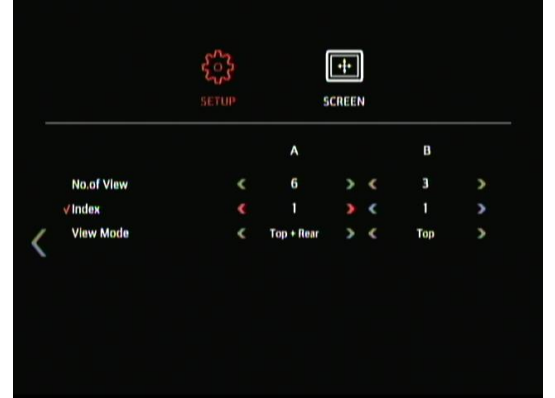 SETUP SCREEN
A B
No.of View 6 3
√Index 1 1
View Mode Top + Rear Top